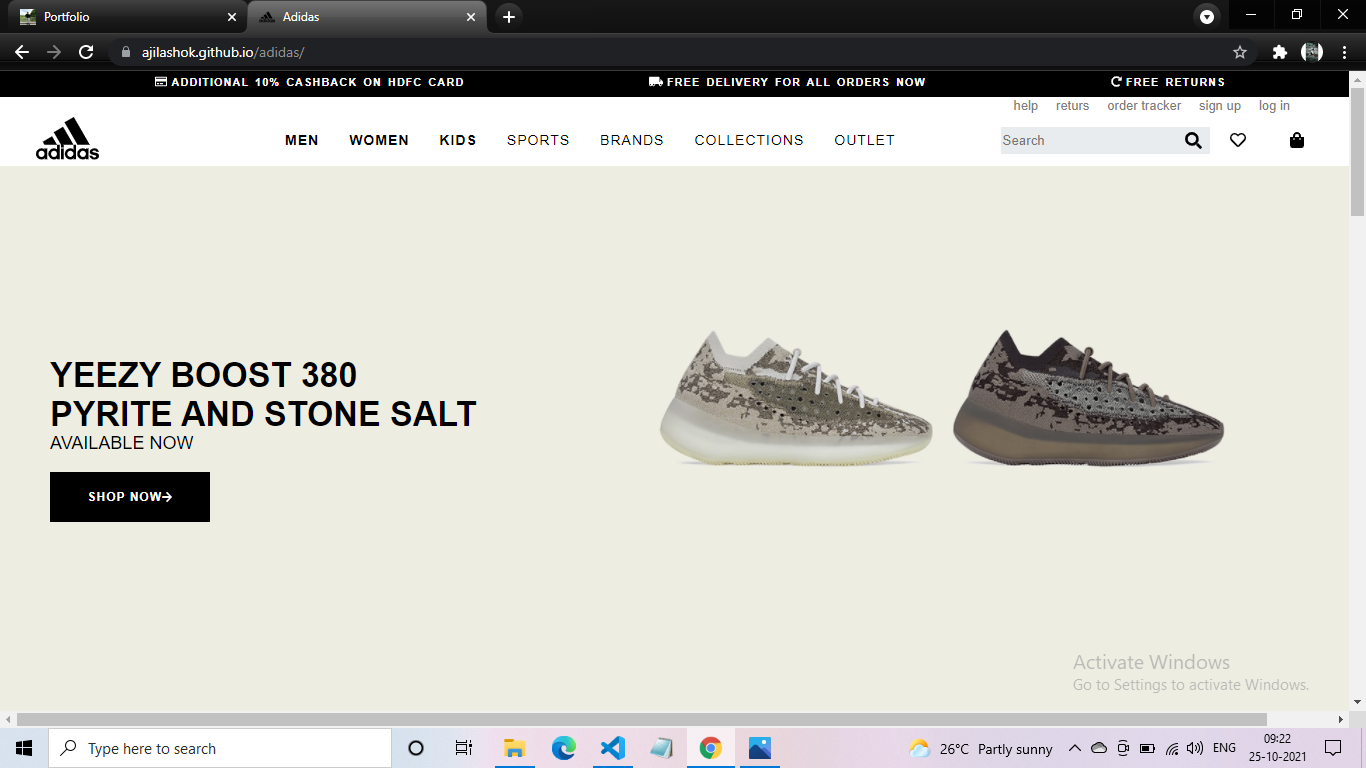 Portfolio
Adidas
ajilashok.github.io/adidas/
ADDITIONAL 10% CASHBACK ON HDFC CARD
FREE DELIVERY FOR ALL ORDERS NOW
FREE RETURNS
help returs order tracker sign up log in
adidas
MEN WOMEN KIDS SPORTS BRANDS COLLECTIONS OUTLET
Search
YEEZY BOOST 380
PYRITE AND STONE SALT
AVAILABLE NOW
SHOP NOW
Activate Windows
Go to Settings to activate Windows.
Type here to search
26°C Partly sunny
ENG
09:22
25-10-2021